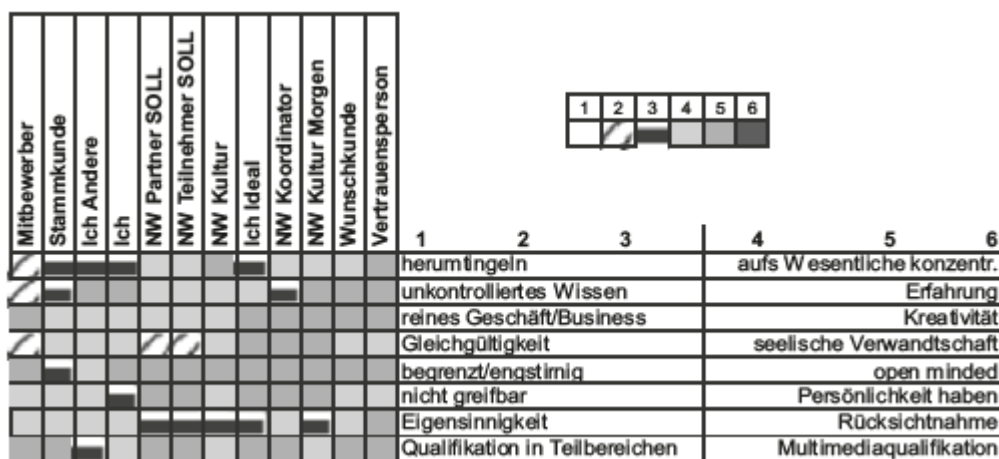 Mitbewerber
Stammkunde
Ich Andere
Ich
NW Partner SOLL
NW Teilnehmer SOLL
NW Kultur
Ich Ideal
NW Koordinator
NW Kultur Morgen
Wunschkunde
Vertrauensperson
1 2 3 4 5 6
1 2 3 4 5 6
herumtingeln aufs Wesentliche konzentr.
unkontrolliertes Wissen Erfahrung
reines Geschäft/Business Kreativität
Gleichgültigkeit seelische Verwandtschaft
begrenzt/engstirnig open minded
nicht greifbar Persönlichkeit haben
Eigensinnigkeit Rücksichtnahme
Qualifikation in Teilbereichen Multimediaqualifikation